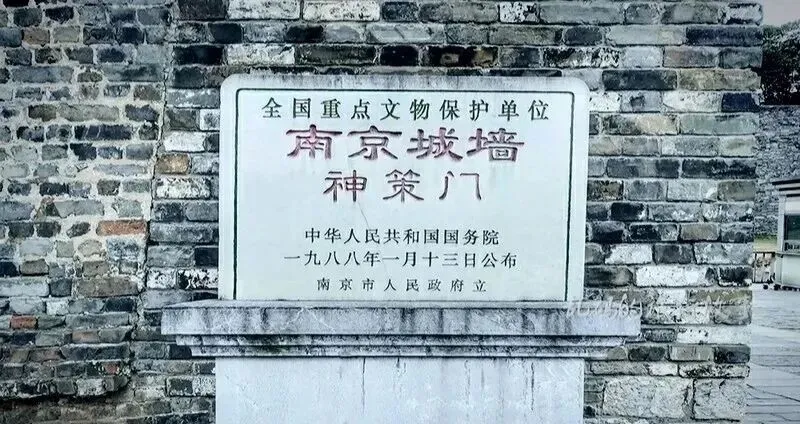 全国重点文物保护单位
南京城墙
神策门
中华人民共和国国务院
一九八八年一月十三日公布
南京市人民政府立